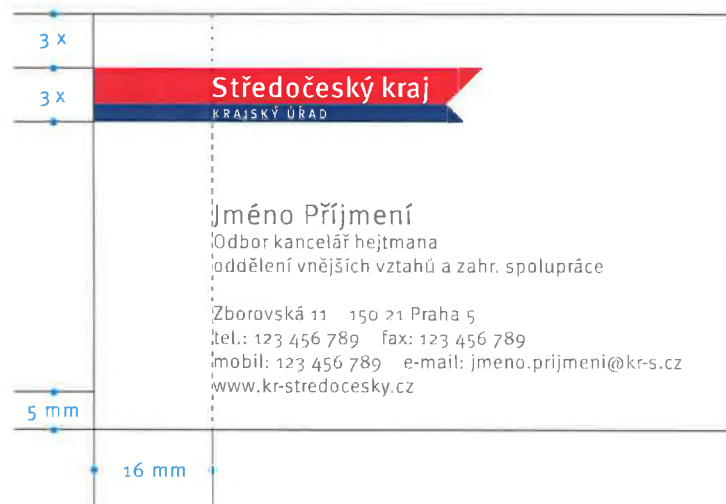 3 x
3 x
Středočeský kraj
KRAJSKÝ ÚŘAD
Jméno Příjmení
Odbor kancelář hejtmana
oddělení vnějších vztahů a zahr. spolupráce
Zborovská 11 150 21 Praha 5
tel.: 123 456 789 fax: 123 456 789
mobil: 123 456 789 e-mail: jmeno.prijmeni@kr-s.cz
www.kr-stredocesky.cz
5 mm
16 mm